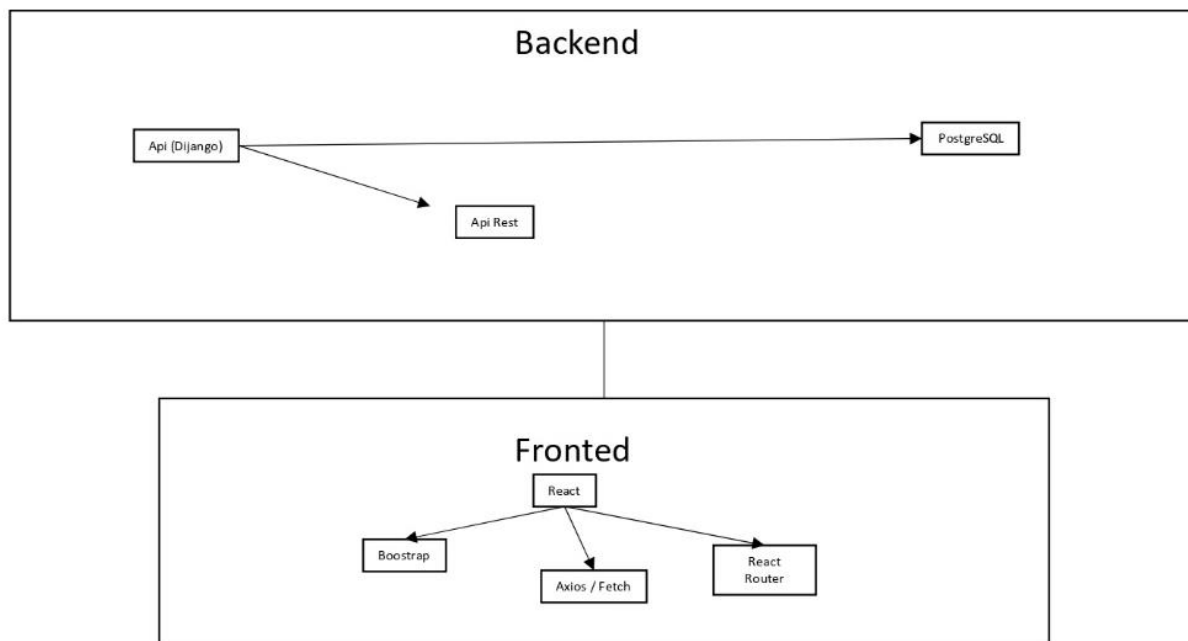 Backend
Api (Dijango)
PostgreSQL
Api Rest
Fronted
React
Boostrap
Axios / Fetch
React
Router